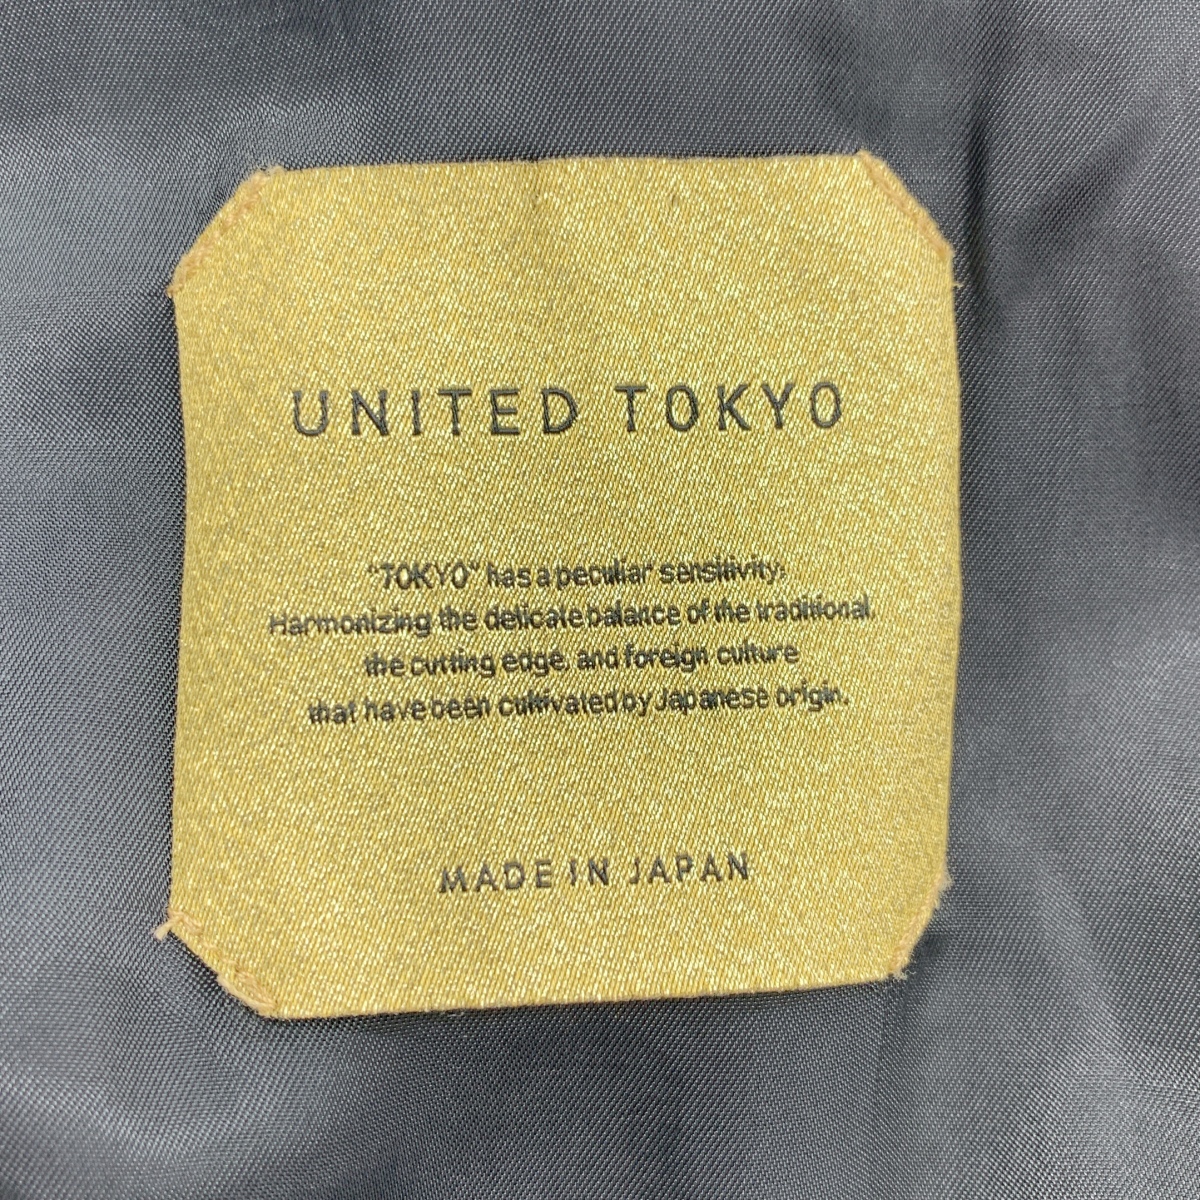 UNITED TOKYO
"TOKYO" has a peculiar sensitivity;
Harmonizing the delicate balance of the traditional,
the cutting edge, and foreign culture
that have been cultivated by Japanese origin.
MADE IN JAPAN